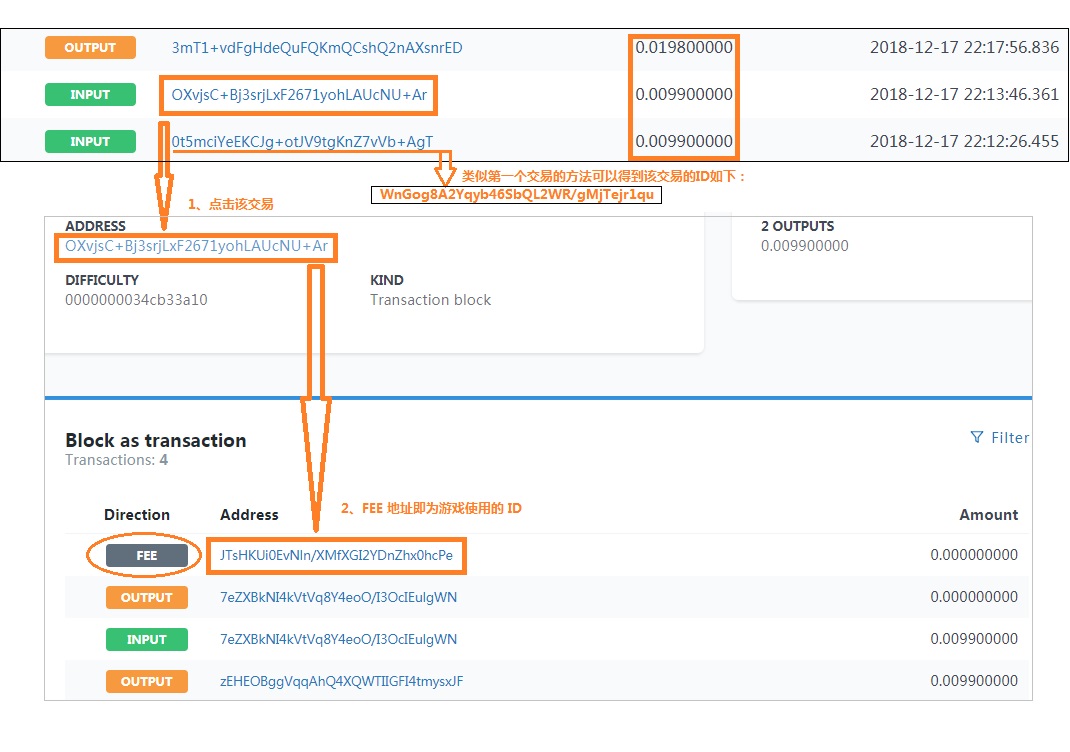 OUTPUT 3mT1+vdFgHdeQuFQKmQCshQ2nAXsnrED 0.019800000 2018-12-17 22:17:56.836
INPUT OXvjsC+Bj3srjLxF2671yohLAUcNU+Ar 0.009900000 2018-12-17 22:13:46.361
INPUT 0t5mciYeEKCJg+otJV9tgKnZ7vVb+AgT 0.009900000 2018-12-17 22:12:26.455
类似第一个交易的方法可以得到该交易的ID如下：
WnGog8A2Yqyb46SbQL2WR/gMjTejr1qu
1、点击该交易
ADDRESS 2 OUTPUTS
OXvjsC+Bj3srjLxF2671yohLAUcNU+Ar 0.009900000
DIFFICULTY KIND
0000000034cb33a10 Transaction block
Block as transaction Filter
Transactions: 4
2、FEE 地址即为游戏使用的 ID
Direction Address Amount
FEE JTsHKUi0EvNln/XMfXGI2YDnZhx0hcPe 0.000000000
OUTPUT 7eZXBkNI4kVtVq8Y4eoO/I3OcIEulgWN 0.000000000
INPUT 7eZXBkNI4kVtVq8Y4eoO/I3OcIEulgWN 0.009900000
OUTPUT zEHEOBggVqqAhQ4XQWTIIGFI4tmysxJF 0.009900000